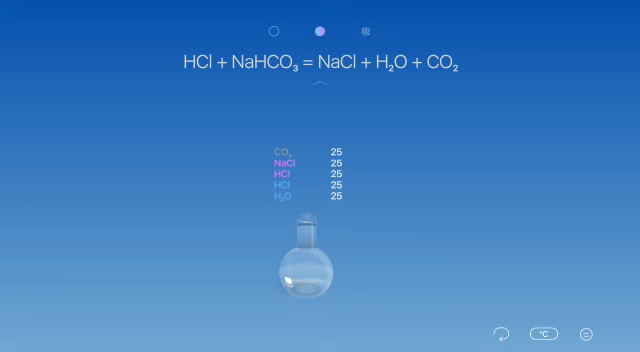 HCl + NaHCO₃ = NaCl + H₂O + CO₂
CO₂ 25
NaCl 25
HCl 25
HCl 25
H₂O 25
°C